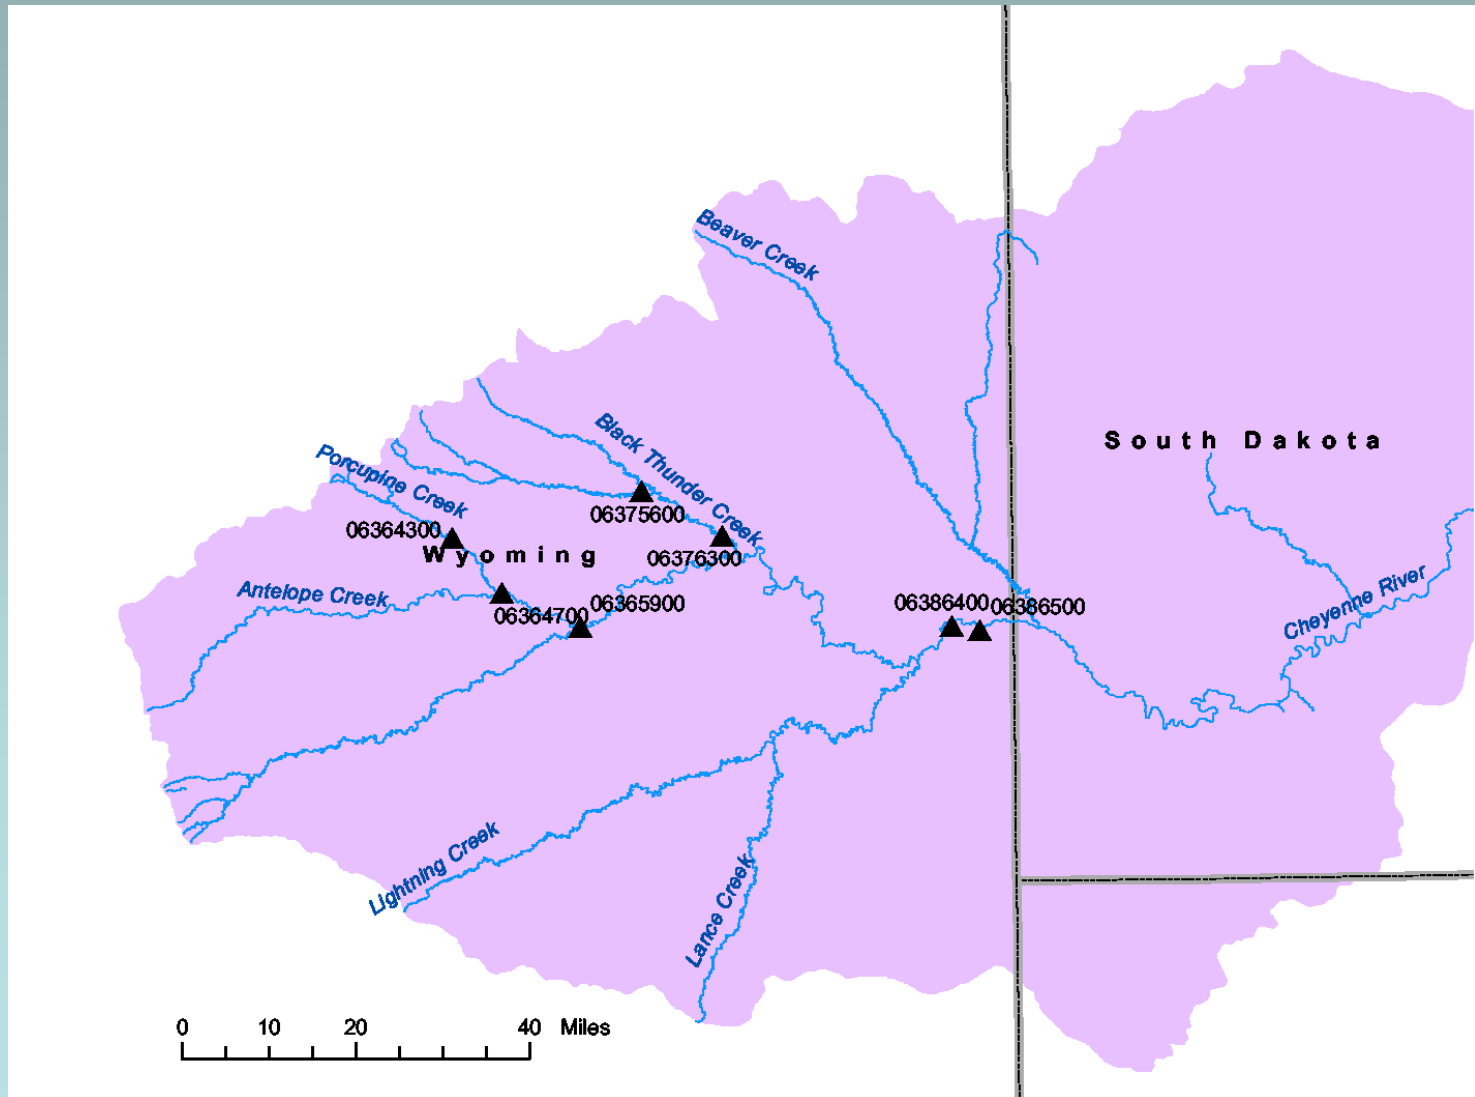 Beaver Creek
Black Thunder Creek
South Dakota
Porcupine Creek
06375600
06364300
Wyoming
06376300
Antelope Creek
06365900
06364700
06386400
06386500
Cheyenne River
Lightning Creek
Lance Creek
0 10 20 40 Miles